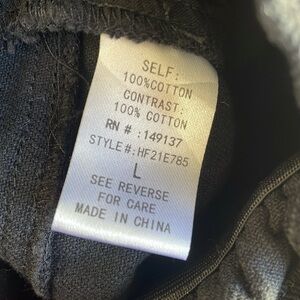 SELF:
100%COTTON
CONTRAST:
100% COTTON
RN # : 149137
STYLE#:HF21E785
L
SEE REVERSE
FOR CARE
MADE IN CHINA